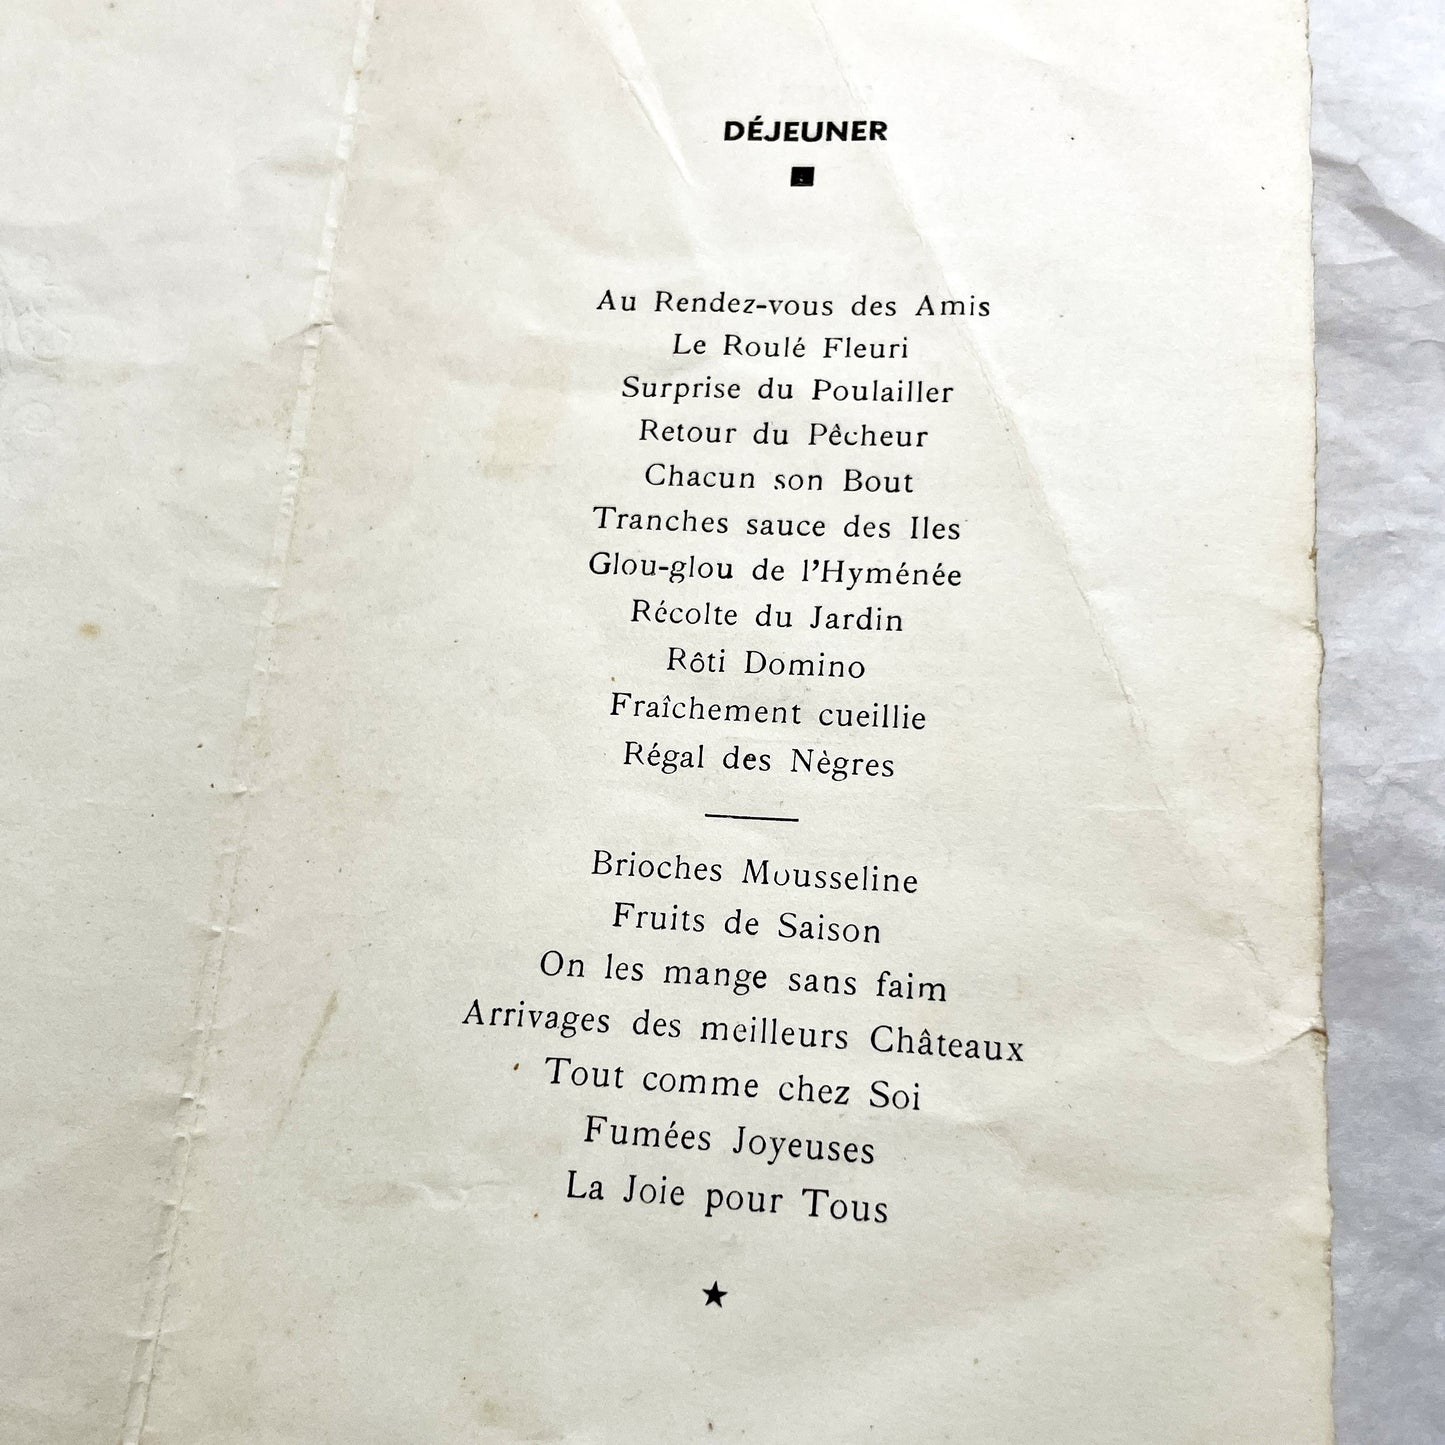 DÉJEUNER
Au Rendez-vous des Amis
Le Roulé Fleuri
Surprise du Poulailler
Retour du Pêcheur
Chacun son Bout
Tranches sauce des Iles
Glou-glou de l'Hyménée
Récolte du Jardin
Rôti Domino
Fraîchement cueillie
Régal des Nègres
Brioches Mousseline
Fruits de Saison
On les mange sans faim
Arrivages des meilleurs Châteaux
Tout comme chez Soi
Fumées Joyeuses
La Joie pour Tous